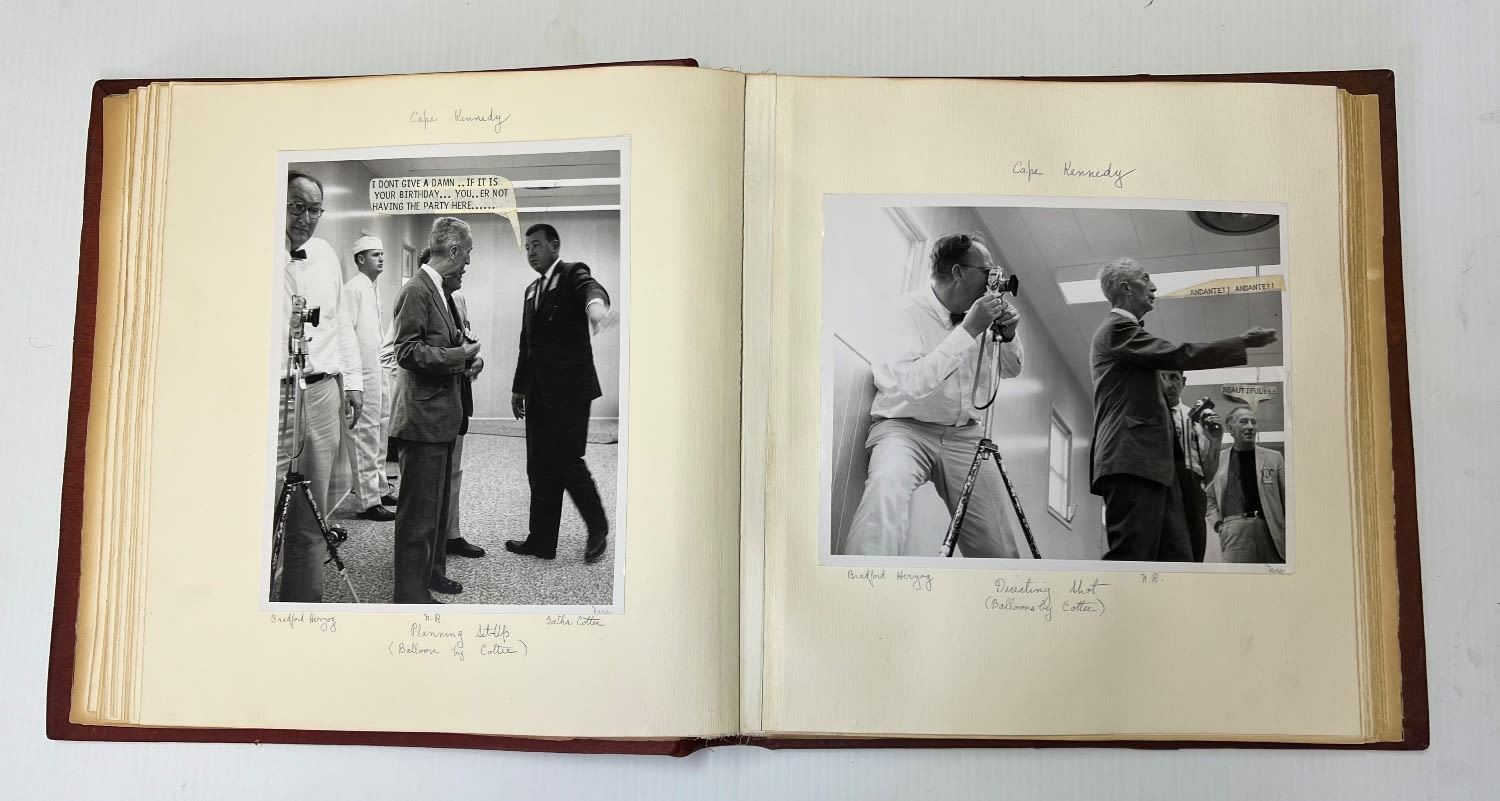 Cape Kennedy
I DONT GIVE A DAMN .. IF IT IS
YOUR BIRTHDAY... YOU..ER NOT
HAVING THE PARTY HERE......
Bradford Herzog
N.R.
Cottee
Planning Set-Up
(Balloon by Cottee)
Cape Kennedy
ANDANTE!! ANDANTE!!
BEAUTIFUL!!!
Bradford Herzog
N.R.
Directing Shot
(Balloons by Cottee)